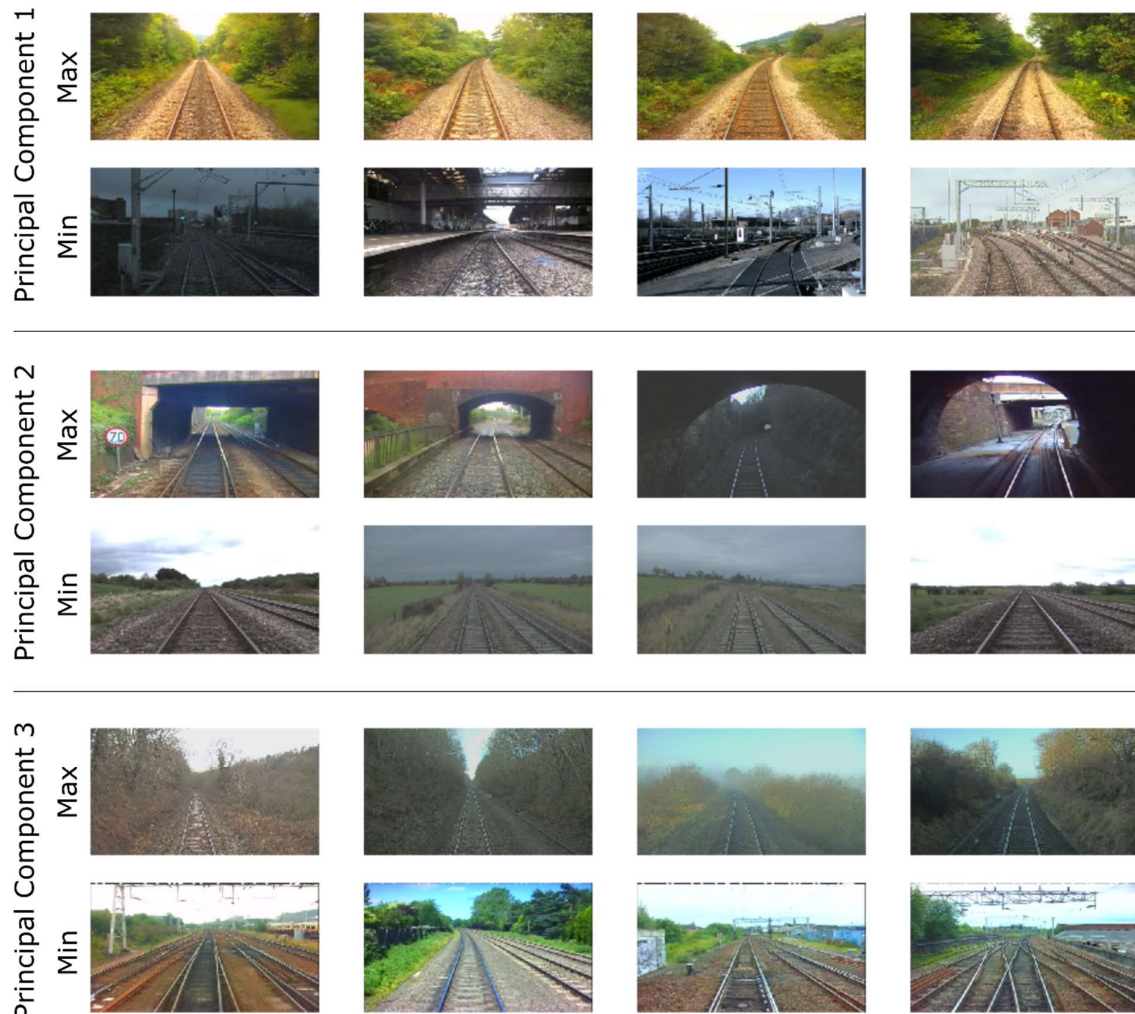 Principal Component 1
Max
Min
Principal Component 2
Max
70
Min
Principal Component 3
Max
Min